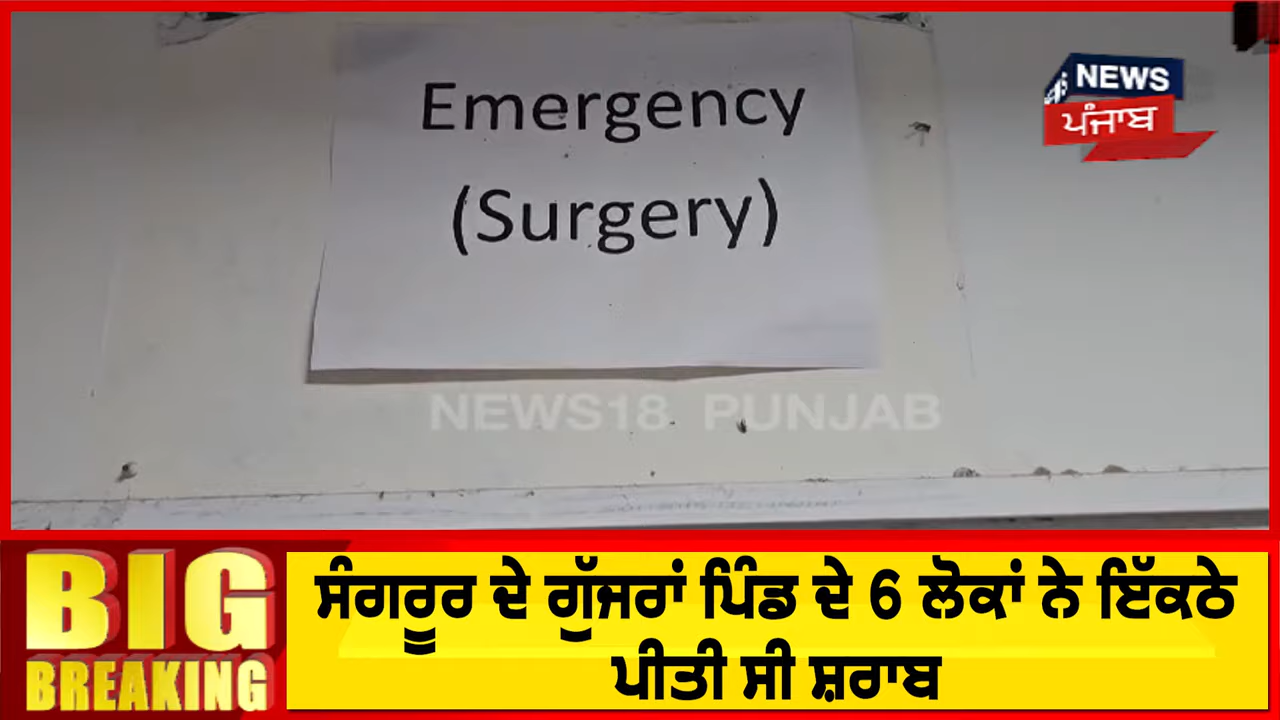 Emergency
(Surgery)
NEWS
ਪੰਜਾਬ
NEWS18 PUNJAB
BIG
BREAKING
ਸੰਗਰੂਰ ਦੇ ਗੁੱਜਰਾਂ ਪਿੰਡ ਦੇ 6 ਲੋਕਾਂ ਨੇ ਇੱਕਠੇ
ਪੀਤੀ ਸੀ ਸ਼ਰਾਬ